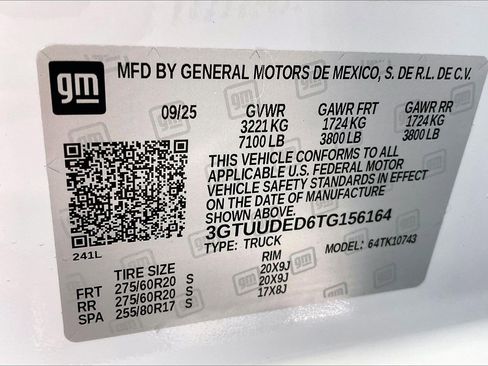 gm MFD BY GENERAL MOTORS DE MEXICO, S. DE R.L. DE C.V.
09/25 GVWR GAWR FRT GAWR RR
3221 KG 1724 KG 1724 KG
7100 LB 3800 LB 3800 LB
THIS VEHICLE CONFORMS TO ALL
APPLICABLE U.S. FEDERAL MOTOR
VEHICLE SAFETY STANDARDS IN EFFECT
ON THE DATE OF MANUFACTURE
SHOWN ABOVE.
3GTUUDED6TG156164
TYPE: TRUCK MODEL: 64TK10743
241L
TIRE SIZE RIM
FRT 275/60R20 S 20X9J
RR 275/60R20 S 20X9J
SPA 255/80R17 S 17X8J